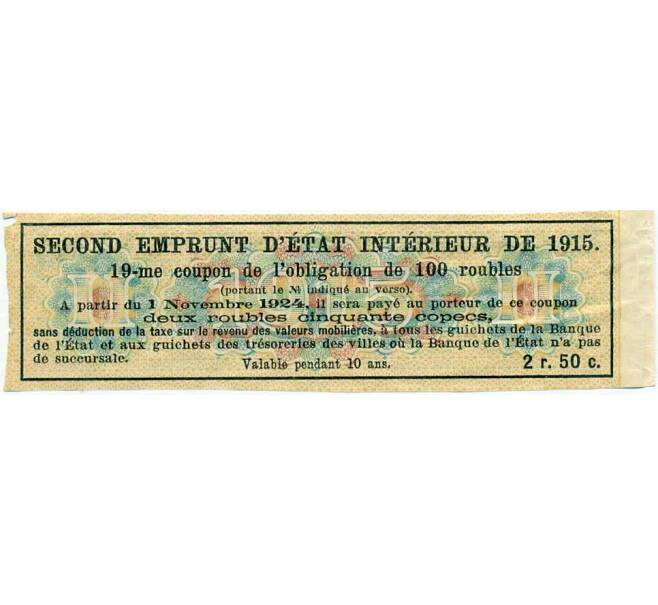 SECOND EMPRUNT D'ÉTAT INTÉRIEUR DE 1915.
19-me coupon de l'obligation de 100 roubles
(portant le № indiqué au verso).
A partir du 1 Novembre 1924, il sera payé au porteur de ce coupon
deux roubles cinquante copecs,
sans déduction de la taxe sur le revenu des valeurs mobilières, à tous les guichets de la Banque
de l'État et aux guichets des trésoreries des villes où la Banque de l'État n'a pas
de succursale.
Valable pendant 10 ans.
2 r. 50 c.